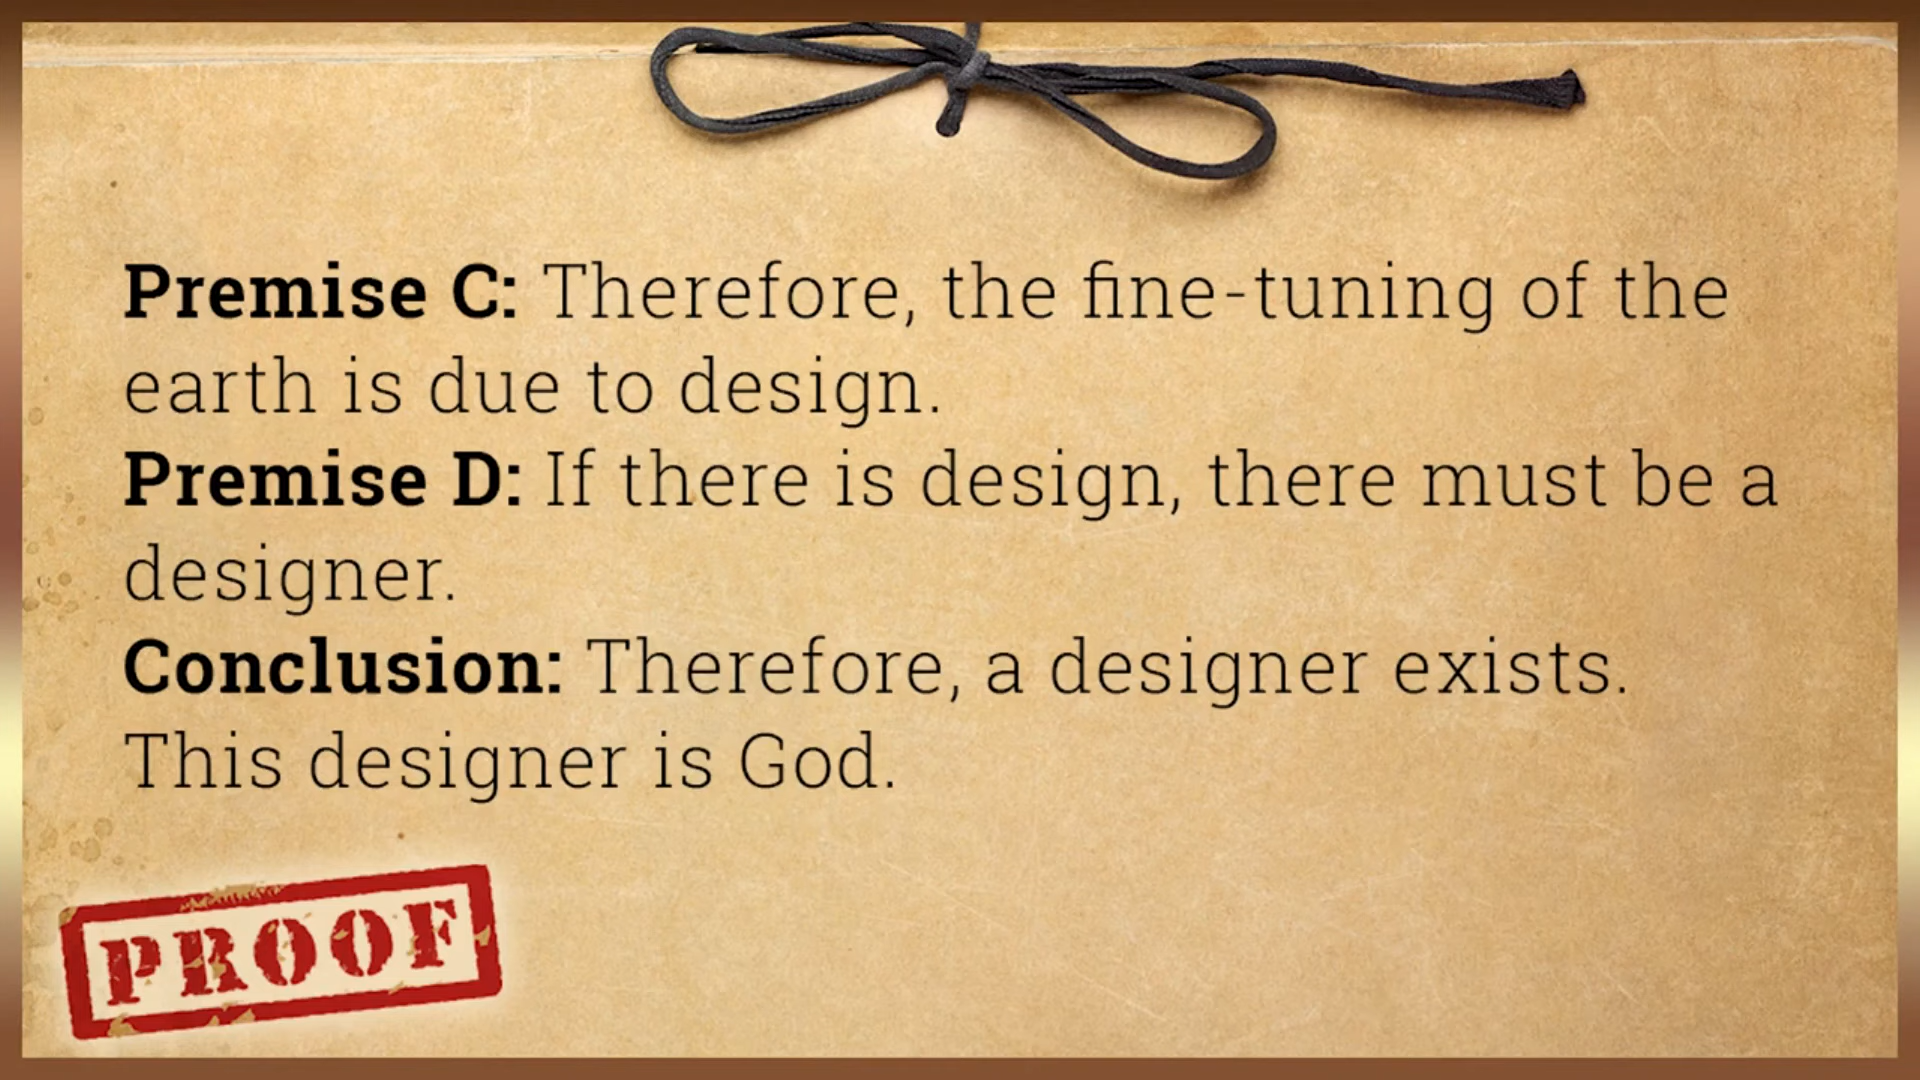 Premise C: Therefore, the fine-tuning of the
earth is due to design.
Premise D: If there is design, there must be a
designer.
Conclusion: Therefore, a designer exists.
This designer is God.
PROOF